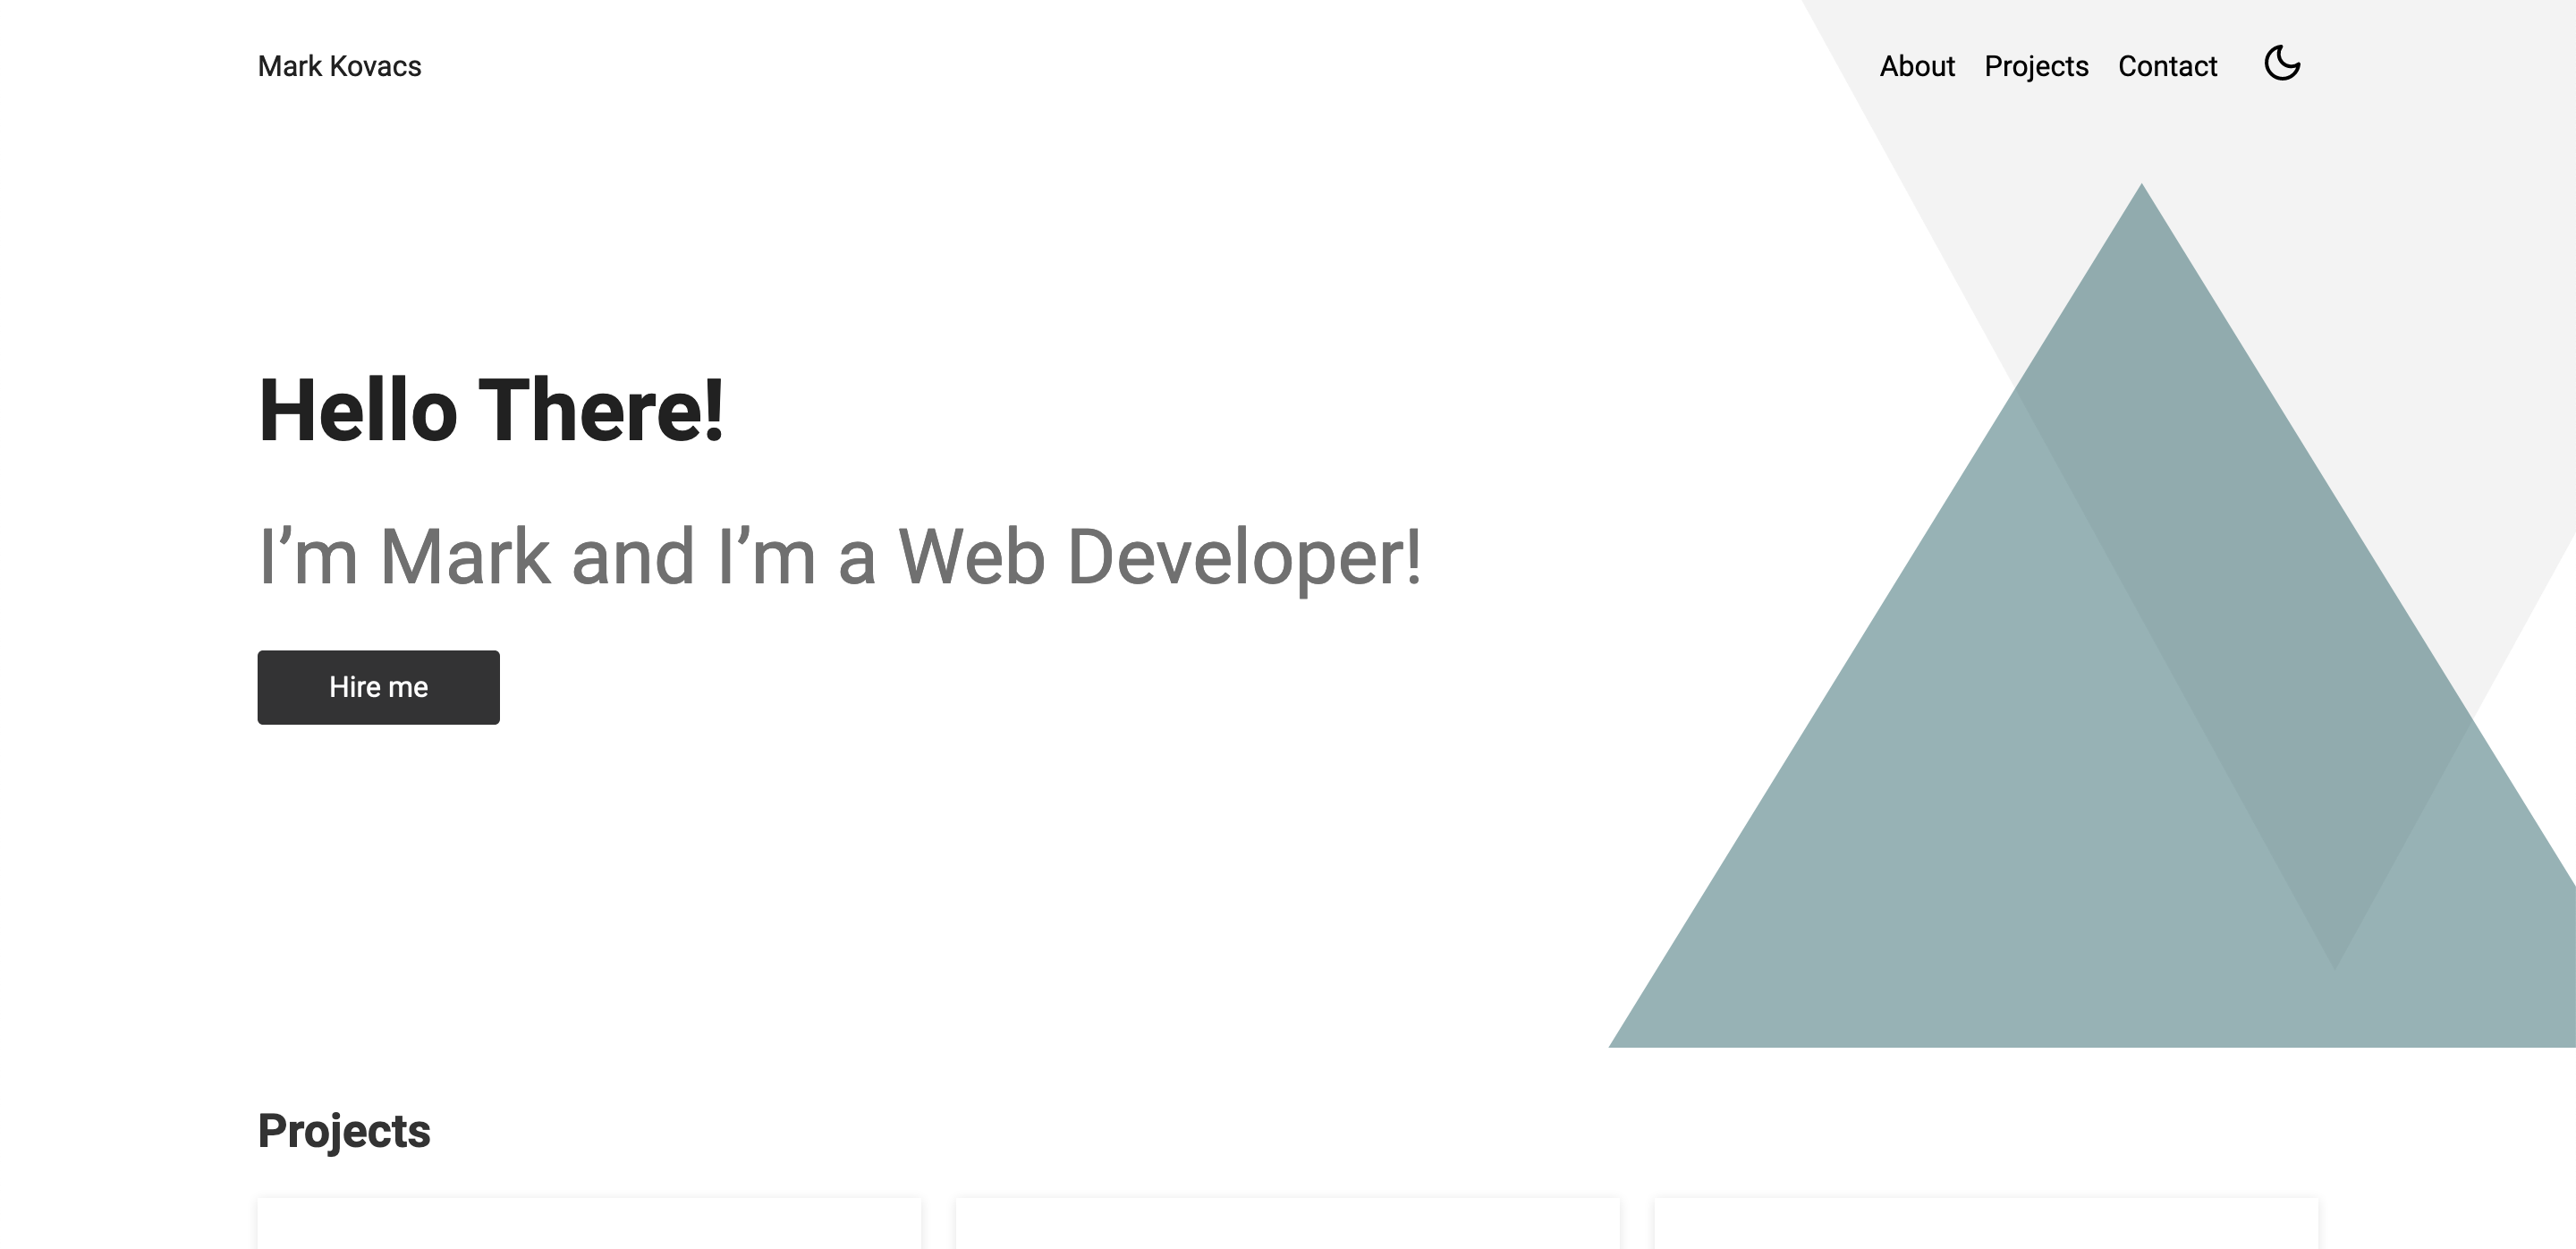 Mark Kovacs
About Projects Contact
Hello There!
I’m Mark and I’m a Web Developer!
Hire me
Projects